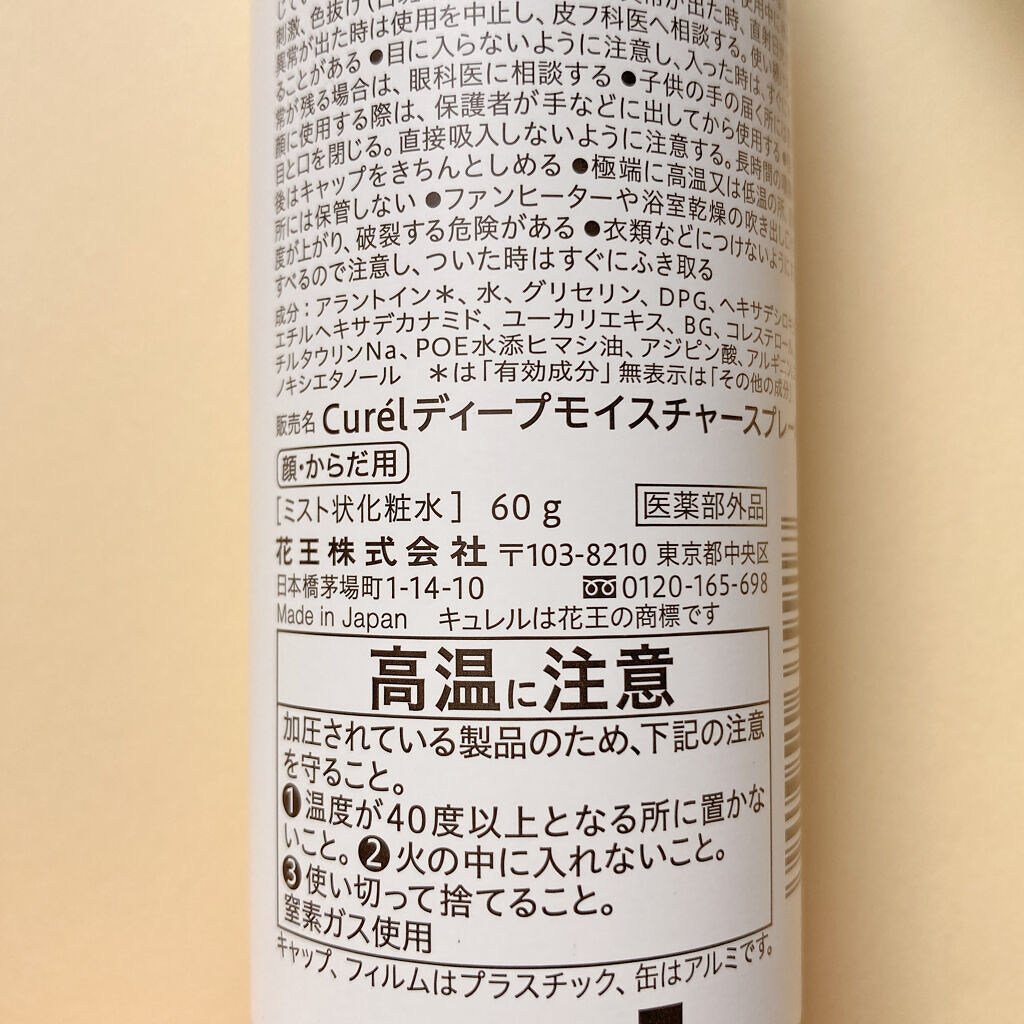 刺激、色抜け
異常が出た時は使用を中止し、皮フ科医へ相談する。
ることがある ●目に入らないように注意し、入った時は、すぐに
常が残る場合は、眼科医に相談する ●子供の手の届く所に
顔に使用する際は、保護者が手などに出してから使用する
目と口を閉じる。直接吸入しないように注意する。長時間の
後はキャップをきちんとしめる ●極端に高温又は低温の所、
所には保管しない ●ファンヒーターや浴室乾燥の吹き出し口
度が上がり、破裂する危険がある ●衣類などにつけないように
すべるので注意し、ついた時はすぐにふき取る
成分：アラントイン＊、水、グリセリン、DPG、ヘキサデシロキ
エチルヘキサデカナミド、ユーカリエキス、BG、コレステロール
チルタウリンNa、POE水添ヒマシ油、アジピン酸、アルギニン
ノキシエタノール ＊は「有効成分」無表示は「その他の成分」
販売名 Curélディープモイスチャースプレー
顔・からだ用
［ミスト状化粧水］ 60 g 医薬部外品
花王株式会社 〒103-8210 東京都中央区
日本橋茅場町1-14-10 0120-165-698
Made in Japan キュレルは花王の商標です
高温に注意
加圧されている製品のため、下記の注意
を守ること。
❶温度が40度以上となる所に置かな
いこと。❷火の中に入れないこと。
❸使い切って捨てること。
窒素ガス使用
キャップ、フィルムはプラスチック、缶はアルミです。